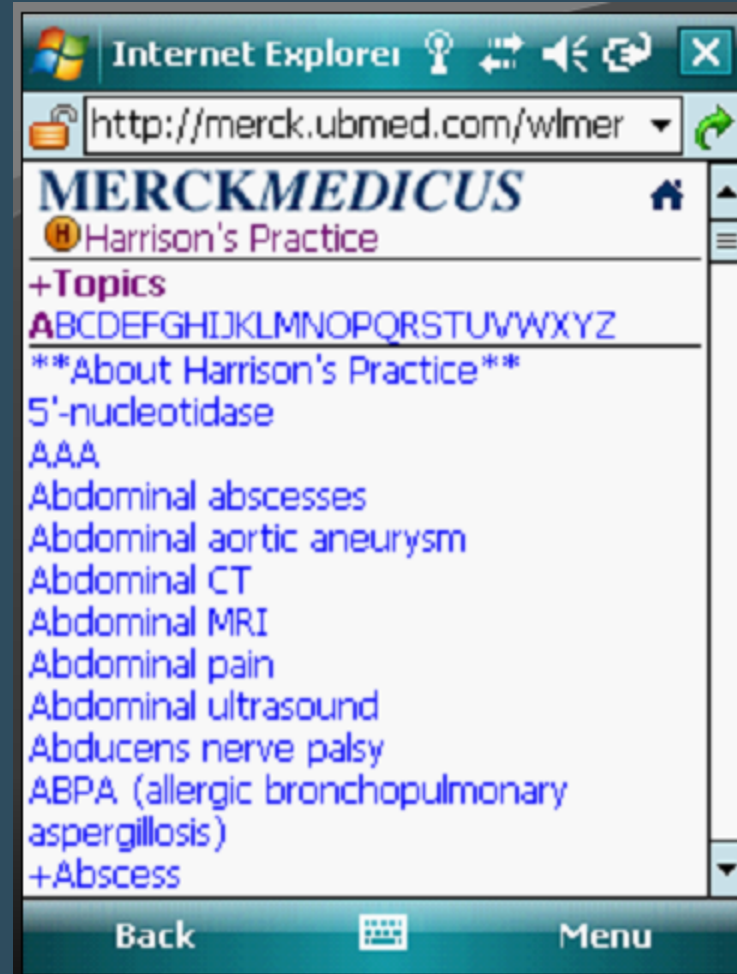 Internet Explorer
http://merck.ubmed.com/wlmer
MERCKMEDICUS
H Harrison's Practice
+Topics
ABCDEFGHIJKLMNOPQRSTUVWXYZ
**About Harrison's Practice**
5'-nucleotidase
AAA
Abdominal abscesses
Abdominal aortic aneurysm
Abdominal CT
Abdominal MRI
Abdominal pain
Abdominal ultrasound
Abducens nerve palsy
ABPA (allergic bronchopulmonary
aspergillosis)
+Abscess
Back Menu